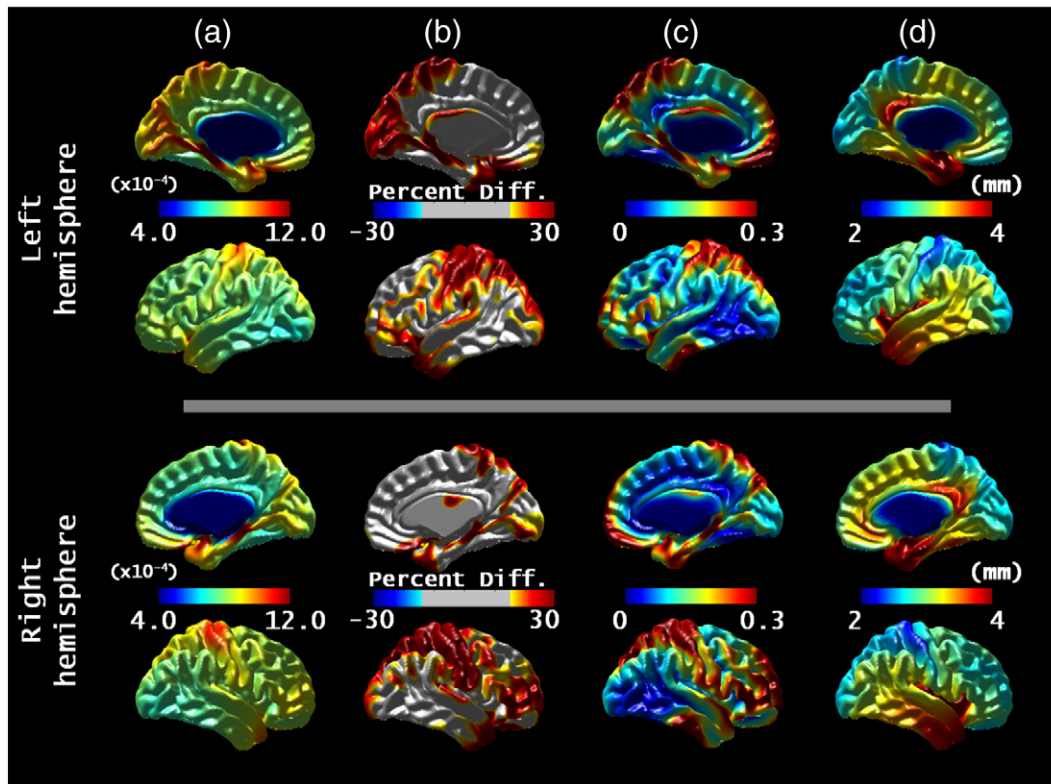 (a) (b) (c) (d)
Left
hemisphere
(x10⁻⁴) Percent Diff. (mm)
4.0 12.0 -30 30 0 0.3 2 4
Right
hemisphere
(x10⁻⁴) Percent Diff. (mm)
4.0 12.0 -30 30 0 0.3 2 4